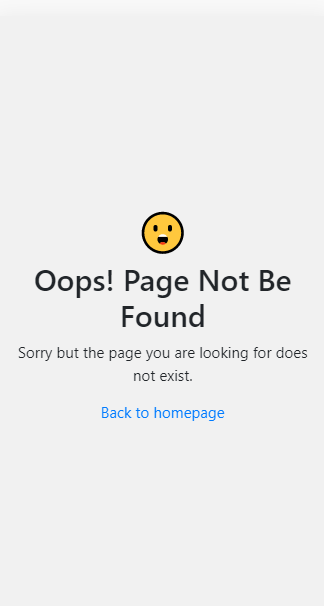 Oops! Page Not Be
Found
Sorry but the page you are looking for does
not exist.
Back to homepage